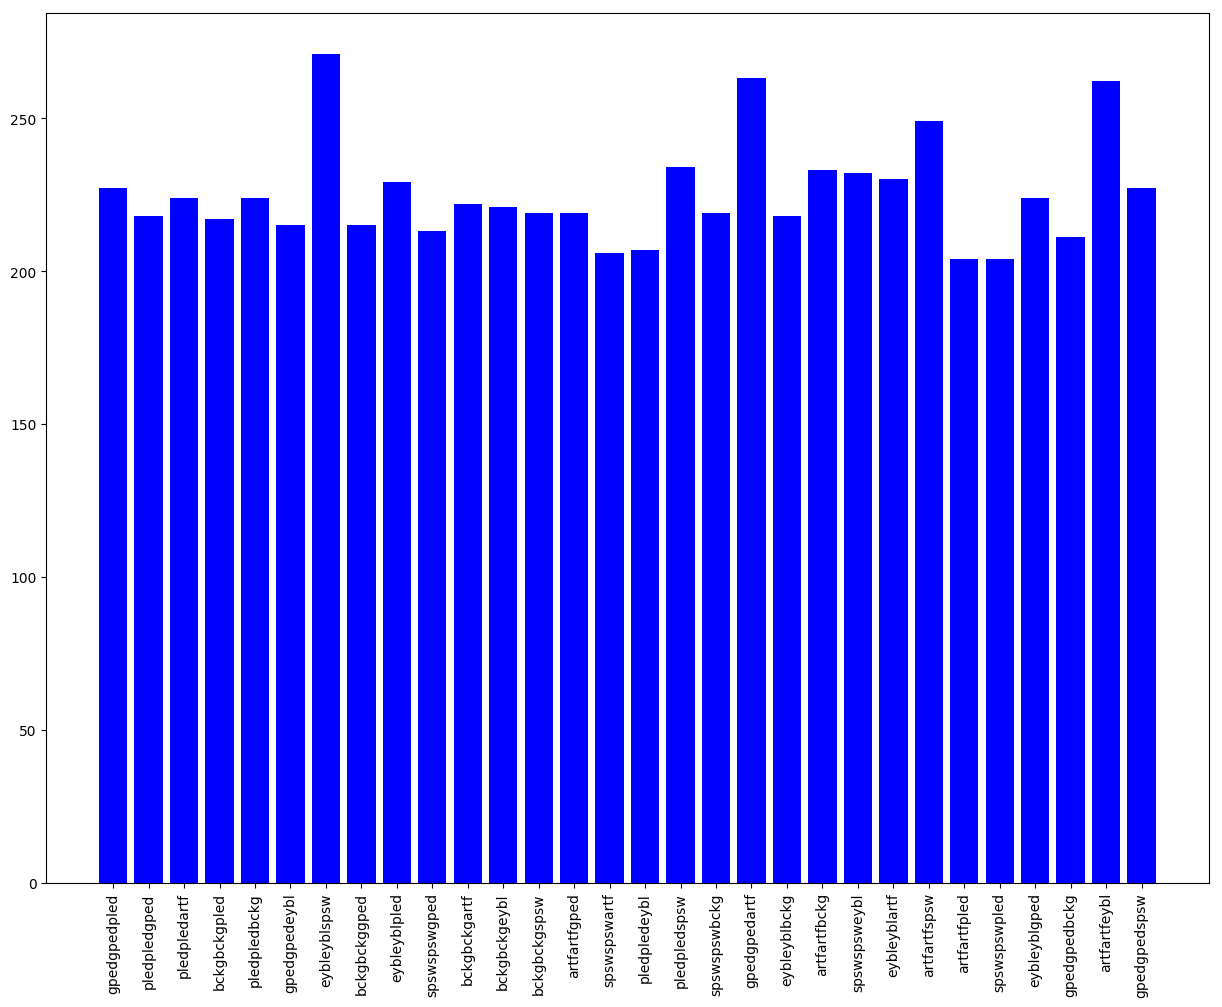 250
200
150
100
50
0
gpedgpedpled
pledpledgped
pledpledartf
bckgbckgpled
pledpledbckg
gpedgpedeybl
eybleyblspsw
bckgbckggped
eybleyblpled
spswspswgped
bckgbckgartf
bckgbckgeybl
bckgbckgspsw
artfartfgped
spswspswartf
pledpledeybl
pledpledspsw
spswspswbckg
gpedgpedartf
eybleyblbckg
artfartfbckg
spswspsweybl
eybleyblartf
artfartfspsw
artfartfpled
spswspswpled
eybleyblgped
gpedgpedbckg
artfartfeybl
gpedgpedspsw